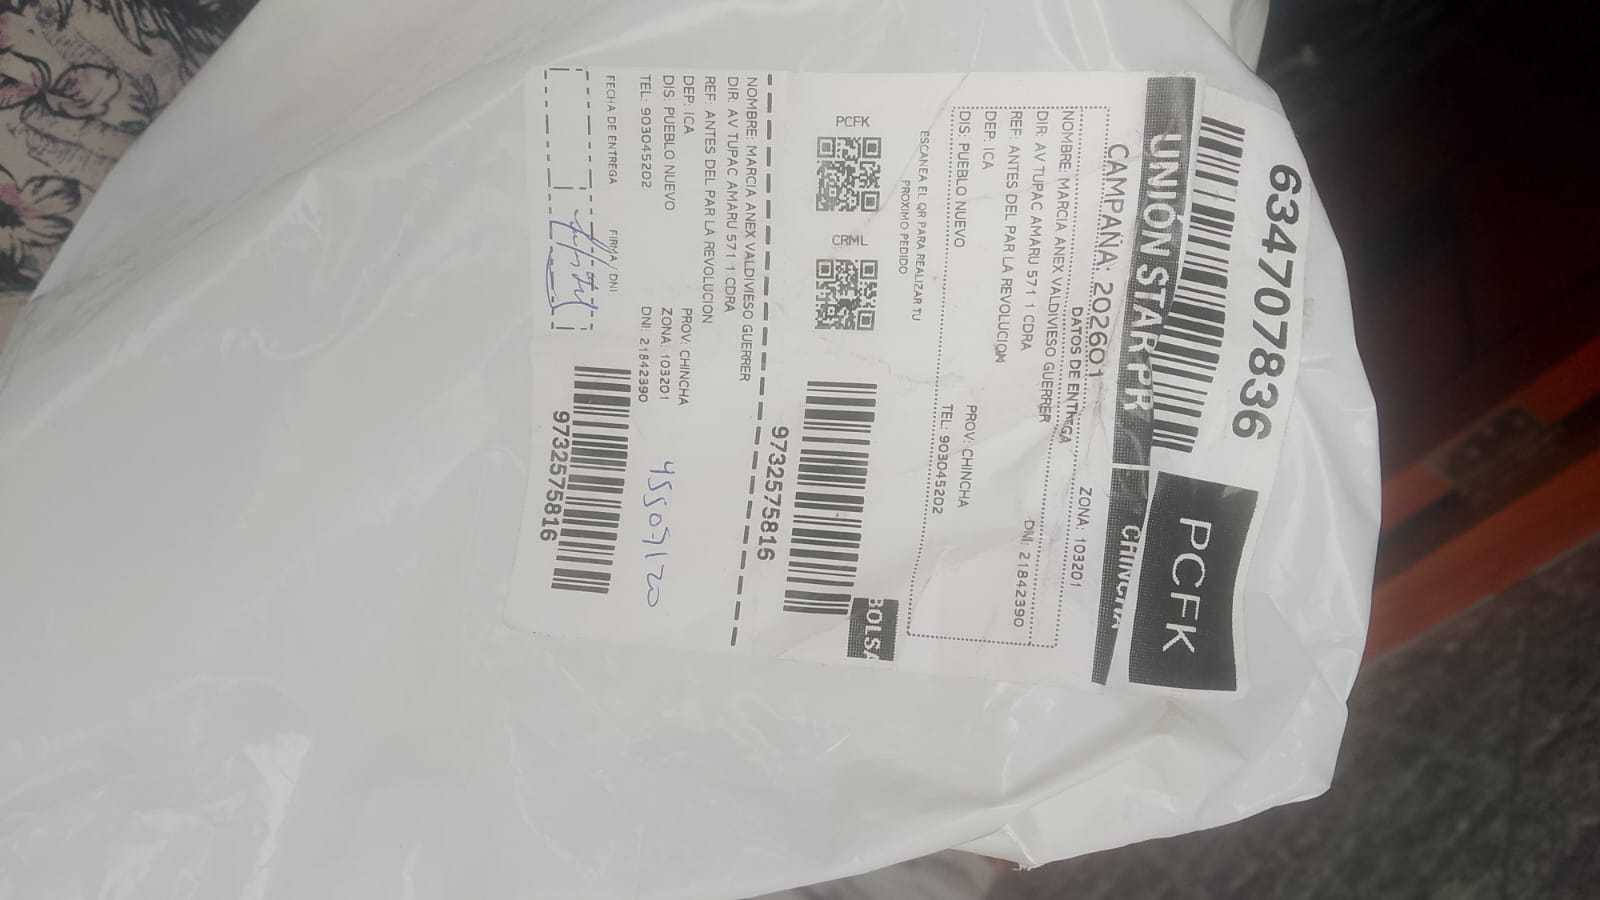 634707836
PCFK
UNIÓN STAR PR
CHINCHA
CAMPAÑA: 202601
DATOS DE ENTREGA
ZONA: 103201
NOMBRE: MARCIA ANEX VALDIVIESO GUERRER
DNI: 21842390
DIR: AV TUPAC AMARU 571 1 CDRA
REF: ANTES DEL PAR LA REVOLUCION
DEP: ICA
PROV: CHINCHA
DIS: PUEBLO NUEVO
TEL: 903045202
ESCANEA EL QR PARA REALIZAR TU
PROXIMO PEDIDO
PCFK
CRML
BOLSA
9732575816
NOMBRE: MARCIA ANEX VALDIVIESO GUERRER
DIR: AV TUPAC AMARU 571 1 CDRA
REF: ANTES DEL PAR LA REVOLUCION
DEP: ICA
PROV: CHINCHA
DIS: PUEBLO NUEVO
ZONA: 103201
TEL: 903045202
DNI: 21842390
45509120
FECHA DE ENTREGA
FIRMA / DNI
9732575816